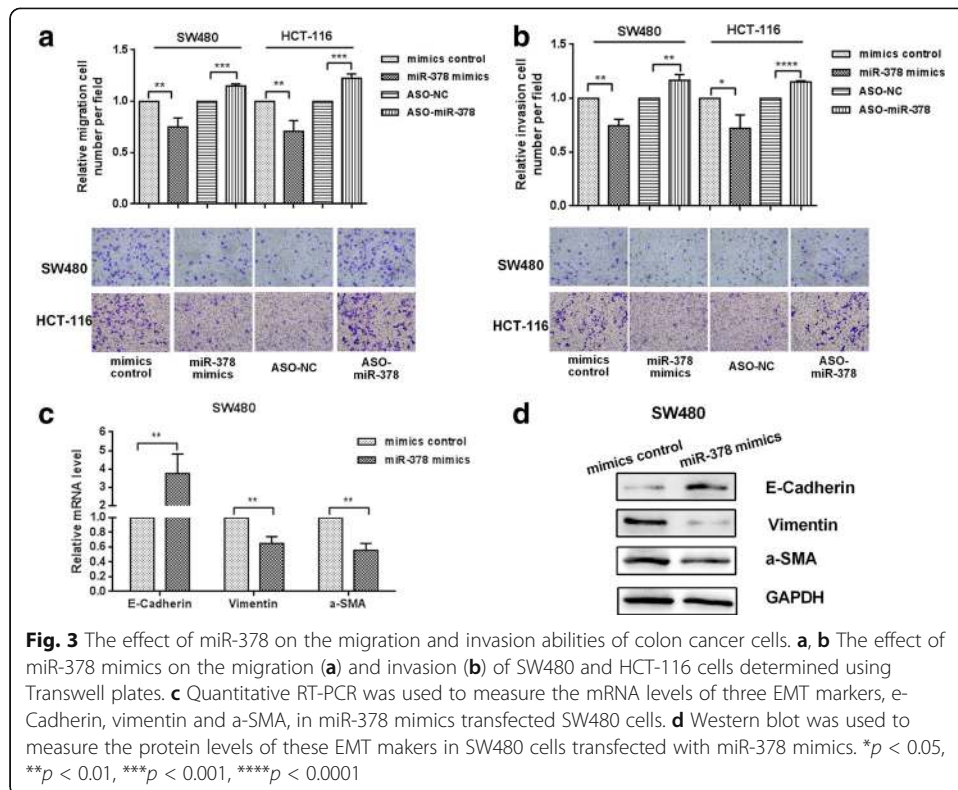 a
SW480
HCT-116
Relative migration cell
number per field
1.5
1.0
0.5
0.0
**
***
**
***
mimics control
miR-378 mimics
ASO-NC
ASO-miR-378
SW480
HCT-116
mimics
control
miR-378
mimics
ASO-NC
ASO-
miR-378
b
SW480
HCT-116
Relative invasion cell
number per field
1.5
1.0
0.5
0.0
**
**
*
****
mimics control
miR-378 mimics
ASO-NC
ASO-miR-378
SW480
HCT-116
mimics
control
miR-378
mimics
ASO-NC
ASO-
miR-378
c
SW480
Relative mRNA level
6
5
4
3
2
1.0
0.8
0.6
0.4
0.2
0.0
**
**
**
mimics control
miR-378 mimics
E-Cadherin
Vimentin
a-SMA
d
SW480
mimics control
miR-378 mimics
E-Cadherin
Vimentin
a-SMA
GAPDH
Fig. 3 The effect of miR-378 on the migration and invasion abilities of colon cancer cells. a, b The effect of
miR-378 mimics on the migration (a) and invasion (b) of SW480 and HCT-116 cells determined using
Transwell plates. c Quantitative RT-PCR was used to measure the mRNA levels of three EMT markers, e-
Cadherin, vimentin and a-SMA, in miR-378 mimics transfected SW480 cells. d Western blot was used to
measure the protein levels of these EMT makers in SW480 cells transfected with miR-378 mimics. *p < 0.05,
**p < 0.01, ***p < 0.001, ****p < 0.0001